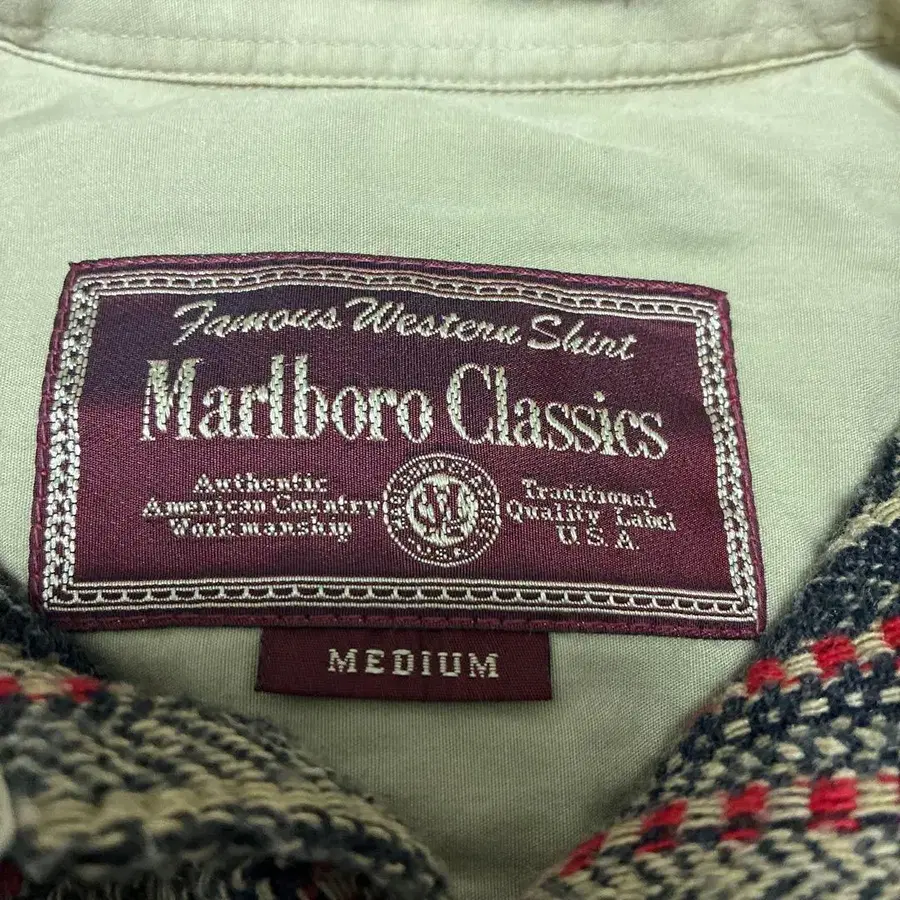 Famous Western Shirt
Marlboro Classics
Authentic
American Country
Workmanship
Traditional
Quality Label
U.S.A.
MEDIUM